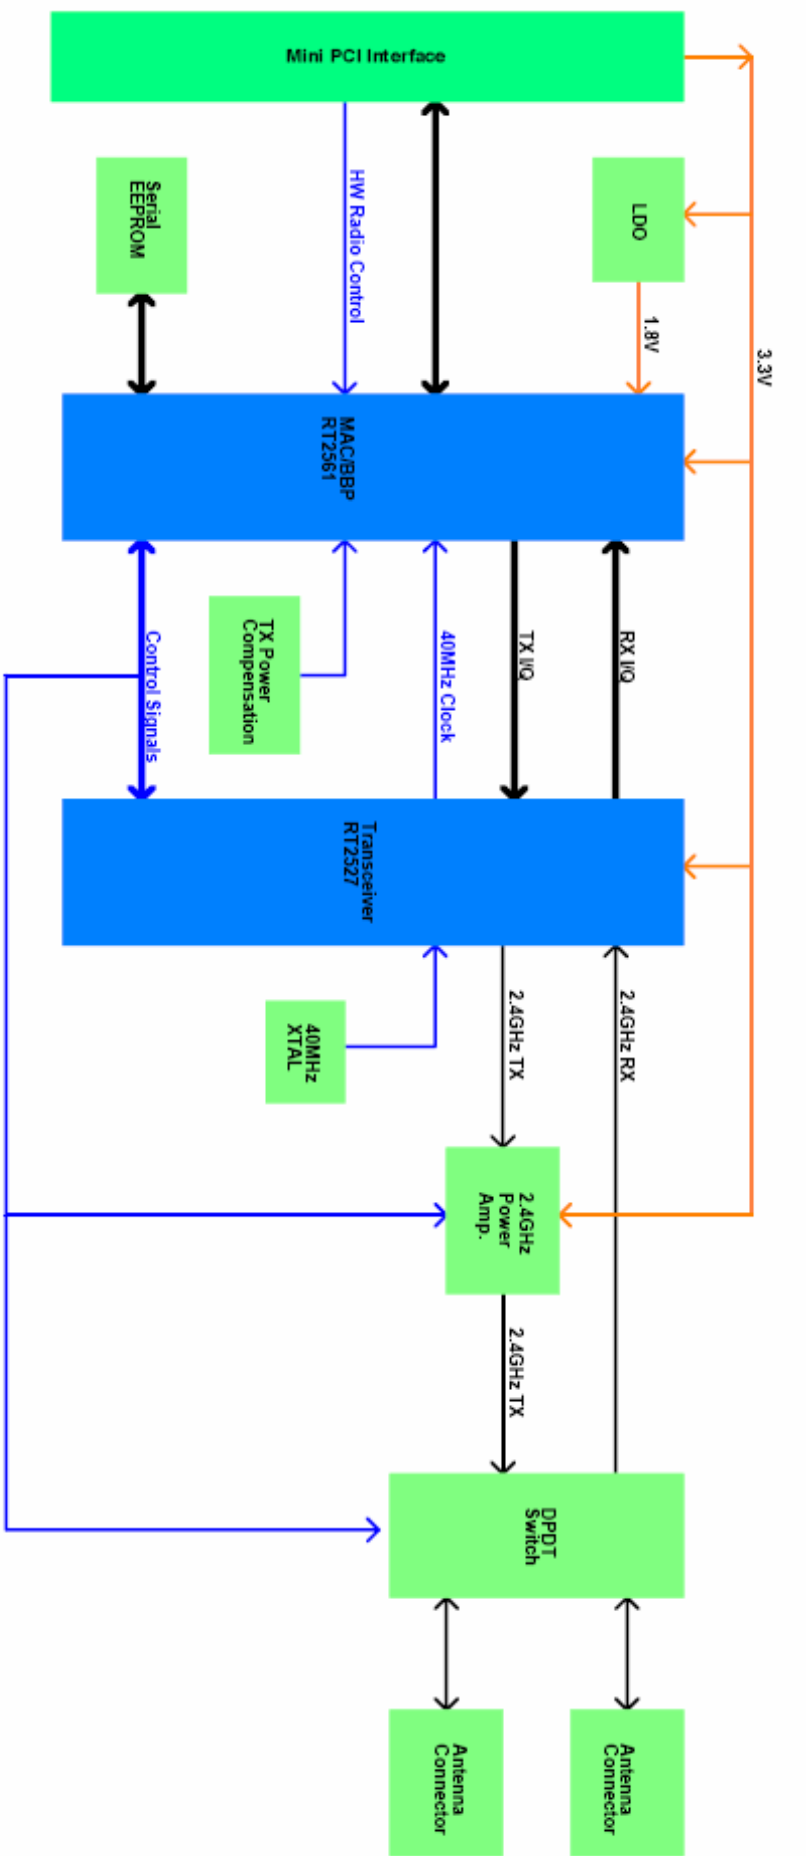 Mini PCI Interface
Serial
EEPROM
HW Radio Control
LDO
1.8V
3.3V
MAC/BBP
RT2561
Control Signals
TX Power
Compensation
40MHz Clock
TX I/Q
RX I/Q
Transceiver
RT2527
40MHz
XTAL
2.4GHz TX
2.4GHz RX
2.4GHz
Power
Amp.
2.4GHz TX
DPDT
Switch
Antenna
Connector
Antenna
Connector